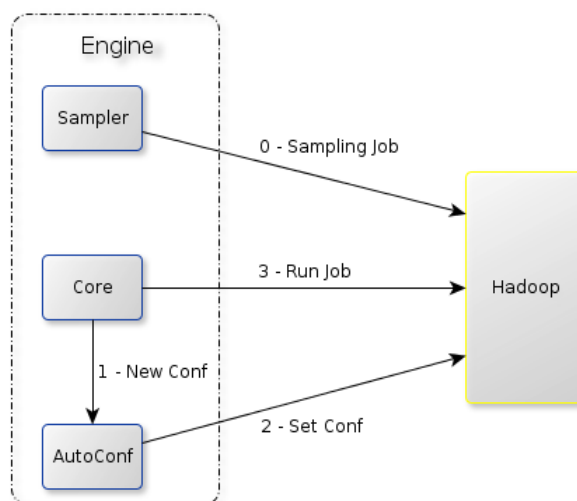 Engine
Sampler
0 - Sampling Job
Core
3 - Run Job
Hadoop
1 - New Conf
2 - Set Conf
AutoConf